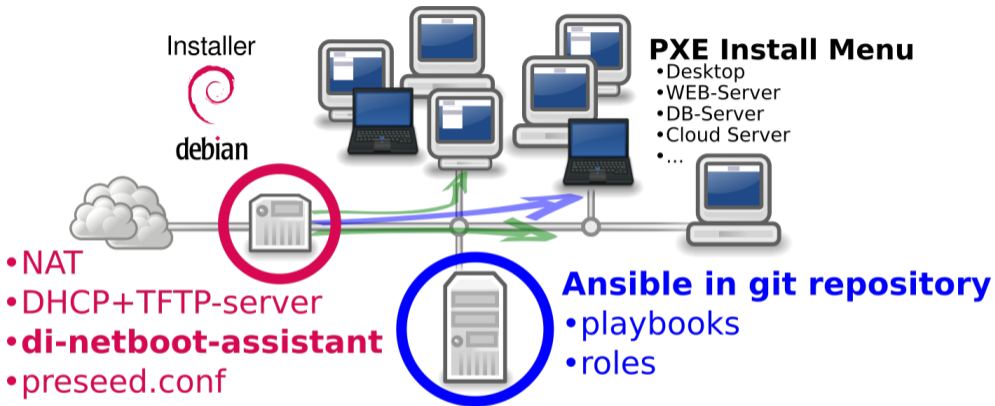 Installer
debian
PXE Install Menu
•Desktop
•WEB-Server
•DB-Server
•Cloud Server
•...
•NAT
•DHCP+TFTP-server
•di-netboot-assistant
•preseed.conf
Ansible in git repository
•playbooks
•roles